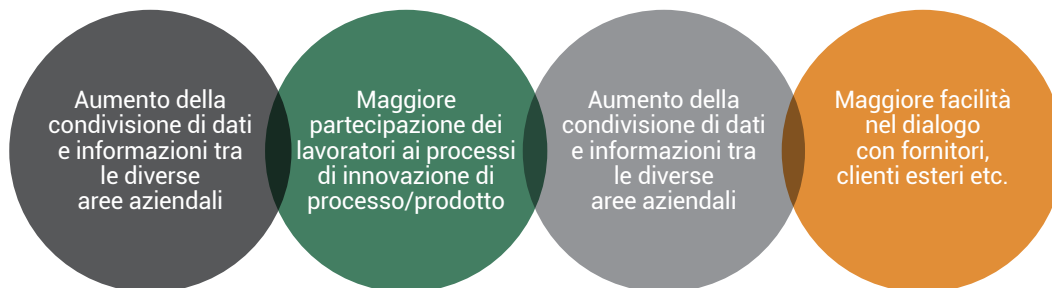 Aumento della
condivisione di dati
e informazioni tra
le diverse
aree aziendali
Maggiore
partecipazione dei
lavoratori ai processi
di innovazione di
processo/prodotto
Aumento della
condivisione di dati
e informazioni tra
le diverse
aree aziendali
Maggiore facilità
nel dialogo
con fornitori,
clienti esteri etc.